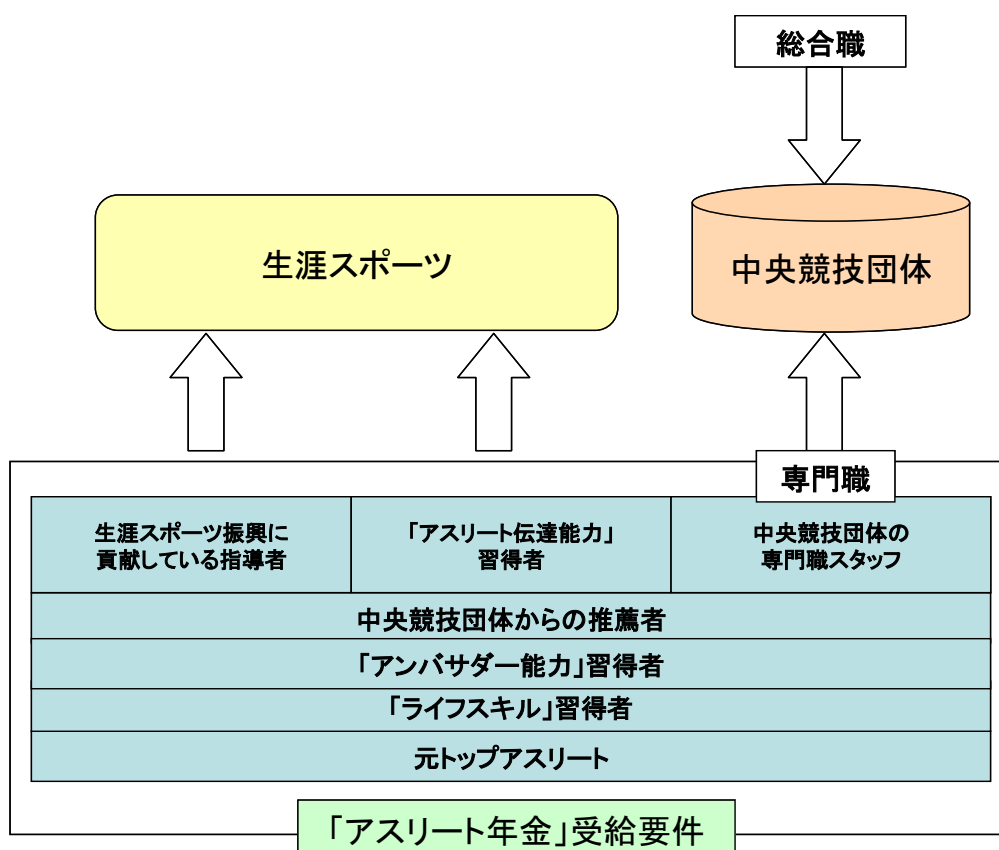 総合職
生涯スポーツ
中央競技団体
専門職
生涯スポーツ振興に
貢献している指導者
「アスリート伝達能力」
習得者
中央競技団体の
専門職スタッフ
中央競技団体からの推薦者
「アンバサダー能力」習得者
「ライフスキル」習得者
元トップアスリート
「アスリート年金」受給要件